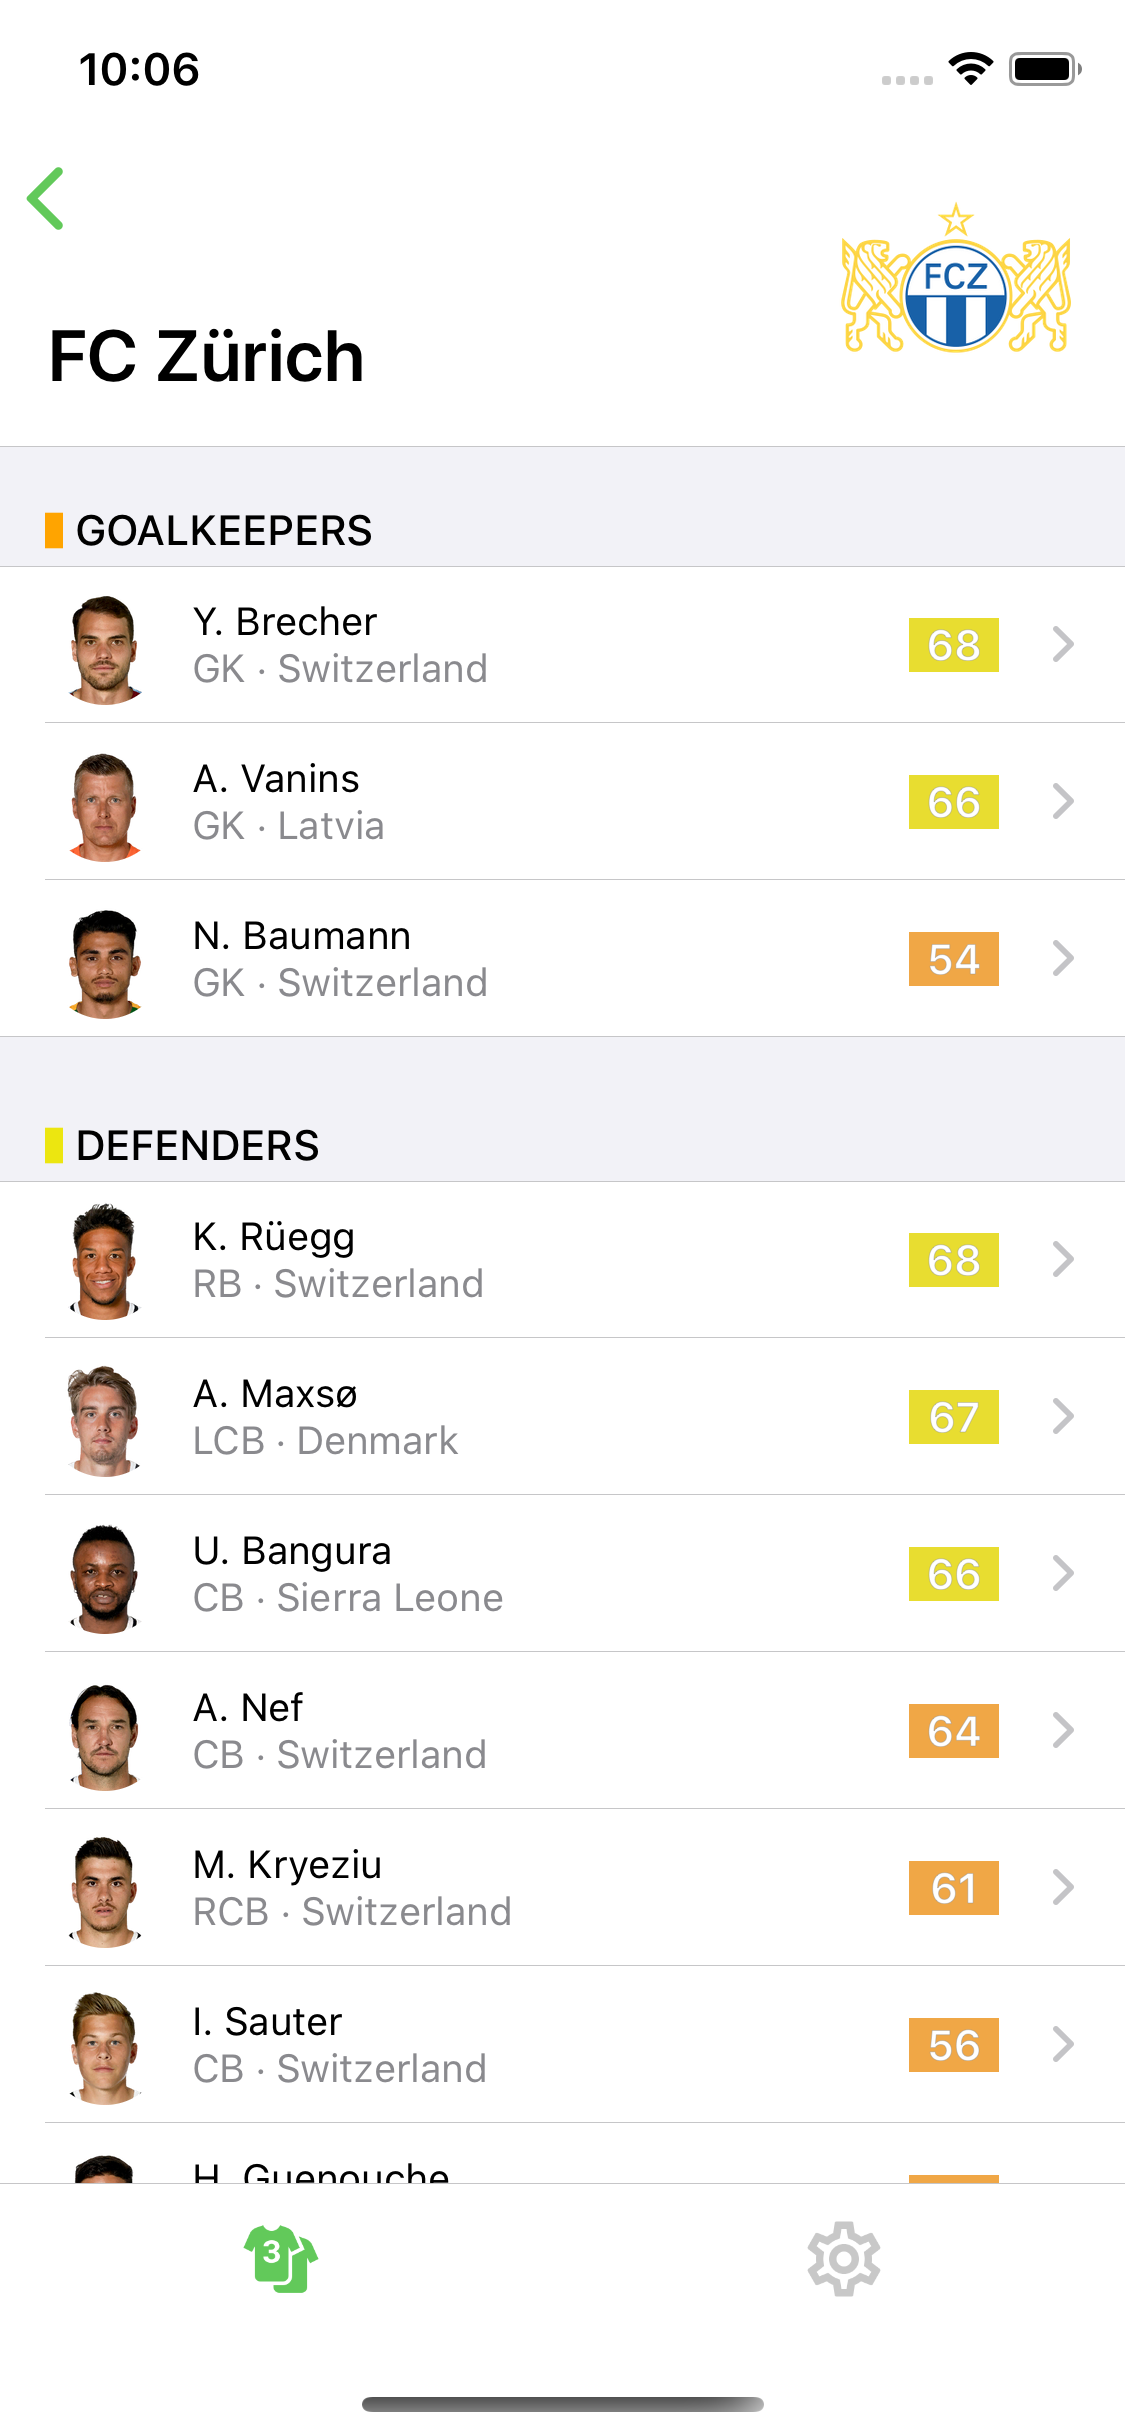 10:06
FCZ
FC Zürich
GOALKEEPERS
Y. Brecher
GK · Switzerland
68
A. Vanins
GK · Latvia
66
N. Baumann
GK · Switzerland
54
DEFENDERS
K. Rüegg
RB · Switzerland
68
A. Maxsø
LCB · Denmark
67
U. Bangura
CB · Sierra Leone
66
A. Nef
CB · Switzerland
64
M. Kryeziu
RCB · Switzerland
61
I. Sauter
CB · Switzerland
56
H. Guenouche
3